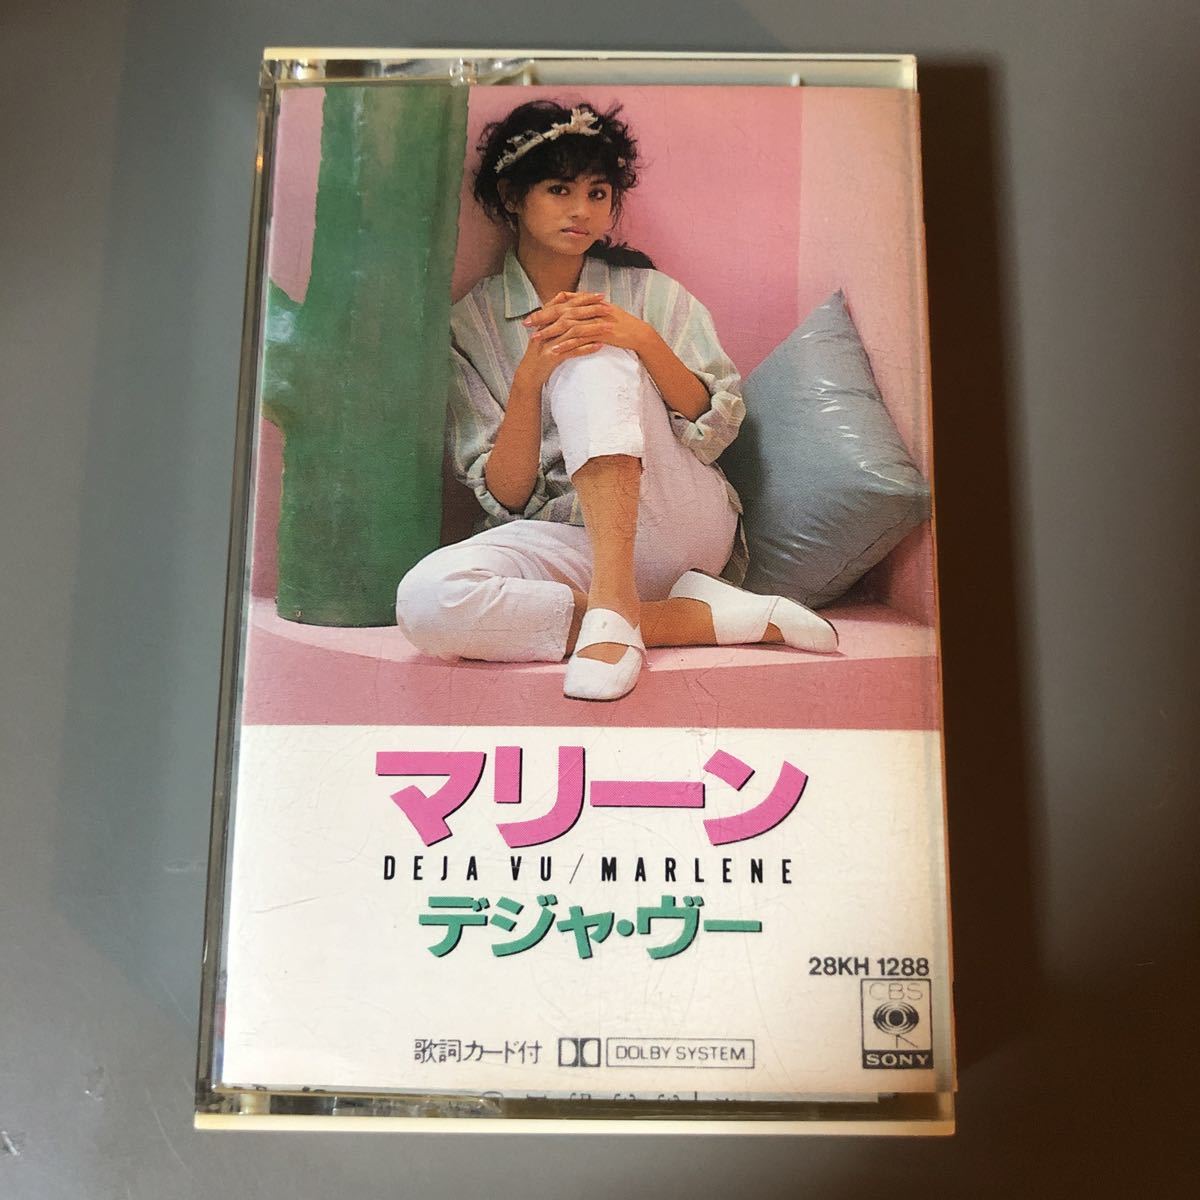 マリーン
DEJA VU / MARLENE
デジャ・ヴー
28KH 1288
CBS
SONY
歌詞カード付 DOLBY SYSTEM